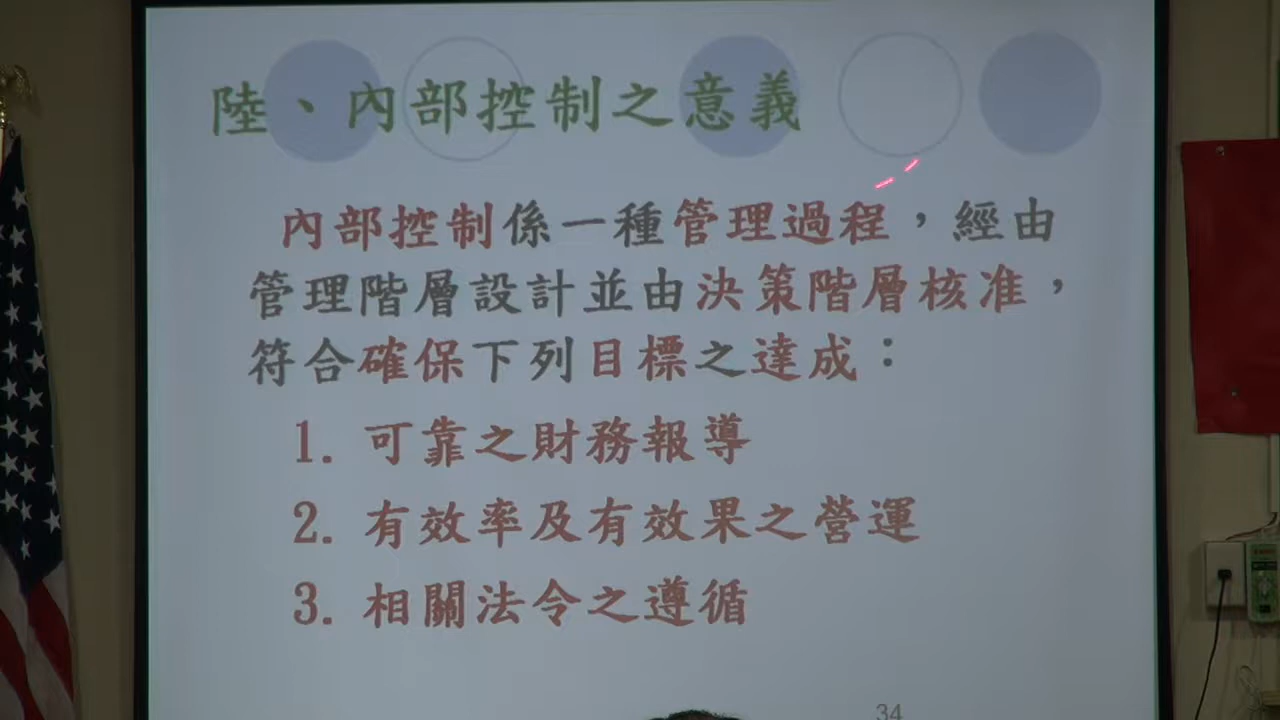 陸、內部控制之意義
內部控制係一種管理過程，經由
管理階層設計並由決策階層核准，
符合確保下列目標之達成：
1. 可靠之財務報導
2. 有效率及有效果之營運
3. 相關法令之遵循
34